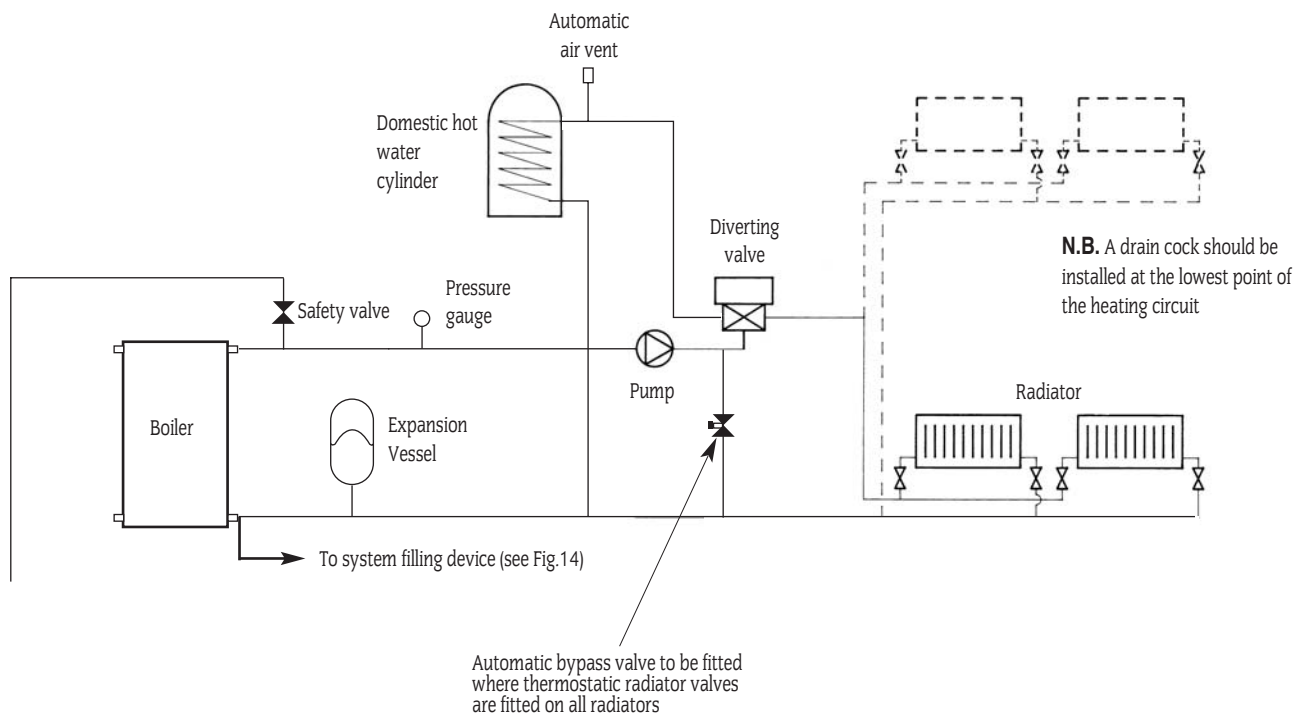 Automatic
air vent
Domestic hot
water
cylinder
Diverting
valve
N.B. A drain cock should be
installed at the lowest point of
the heating circuit
Safety valve
Pressure
gauge
Pump
Radiator
Boiler
Expansion
Vessel
To system filling device (see Fig.14)
Automatic bypass valve to be fitted
where thermostatic radiator valves
are fitted on all radiators